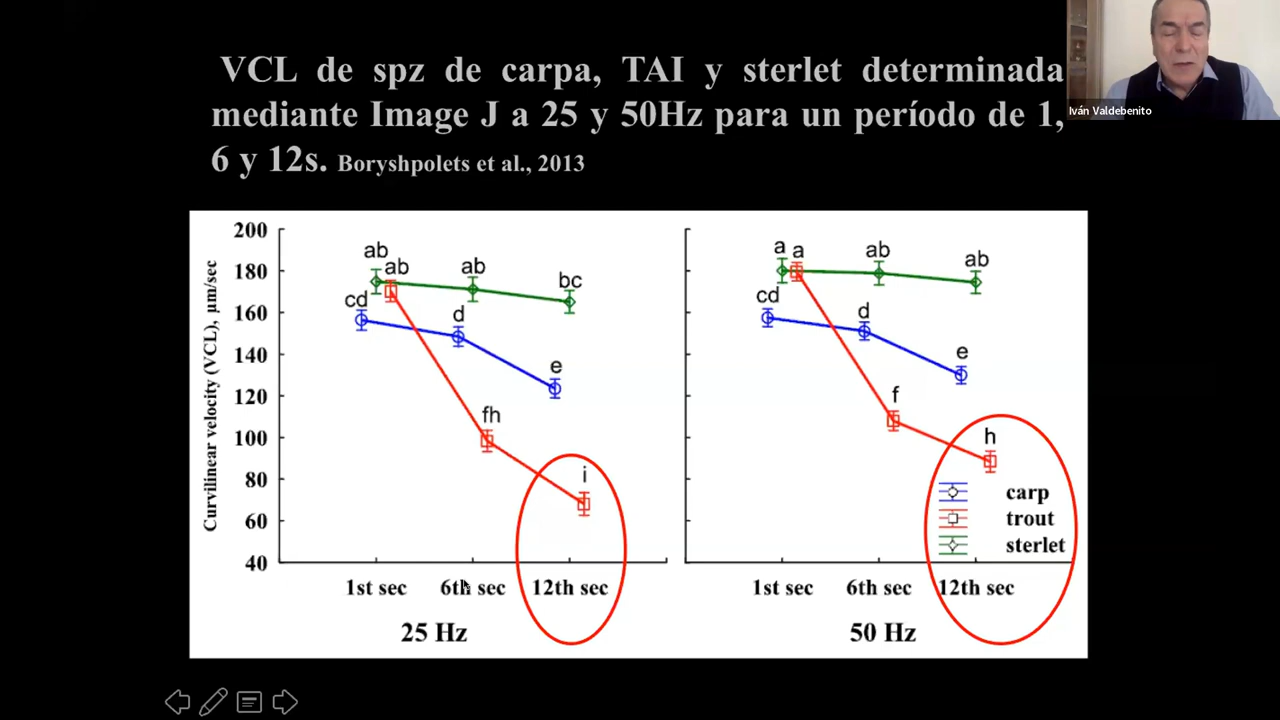 VCL de spz de carpa, TAI y sterlet determinada
mediante Image J a 25 y 50Hz para un período de 1,
6 y 12s. Boryshpolets et al., 2013
Iván Valdebenito
Curvilinear velocity (VCL), µm/sec
200
180
160
140
120
100
80
60
40
ab
ab
ab
bc
cd
d
e
fh
i
1st sec
6th sec
12th sec
25 Hz
a
a
ab
ab
cd
d
e
f
h
carp
trout
sterlet
1st sec
6th sec
12th sec
50 Hz